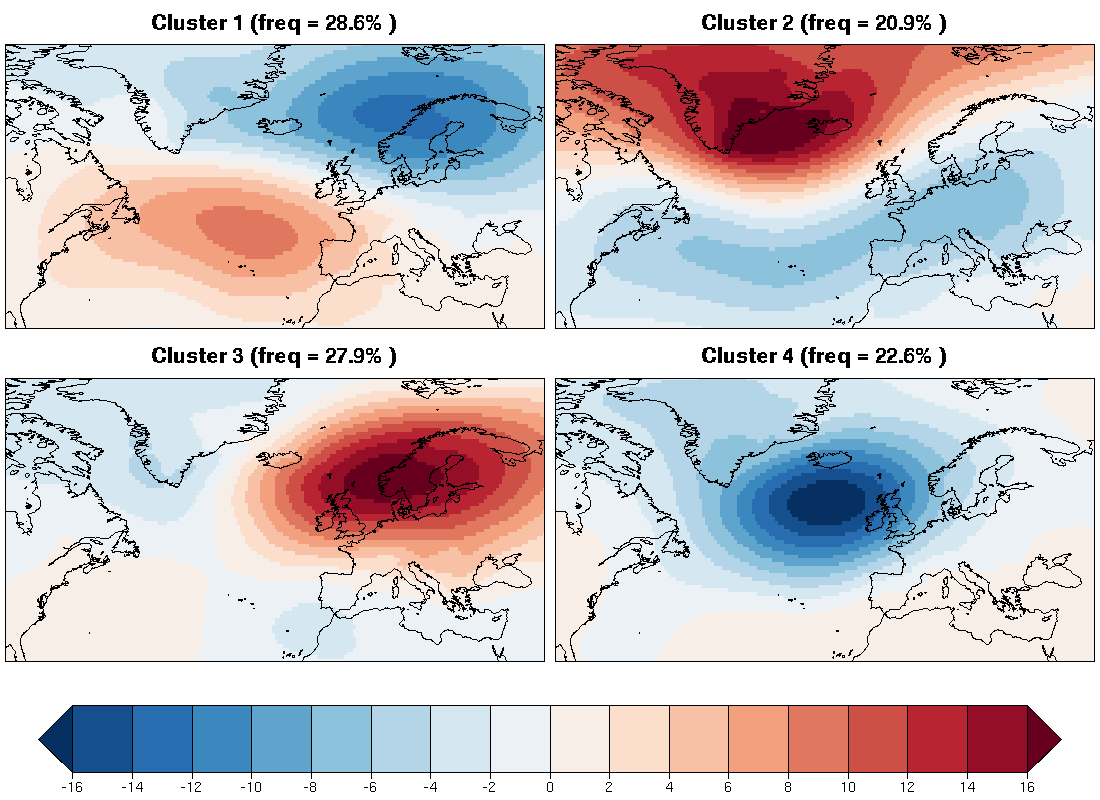 Cluster 1 (freq = 28.6% )
Cluster 2 (freq = 20.9% )
Cluster 3 (freq = 27.9% )
Cluster 4 (freq = 22.6% )
-16 -14 -12 -10 -8 -6 -4 -2 0 2 4 6 8 10 12 14 16